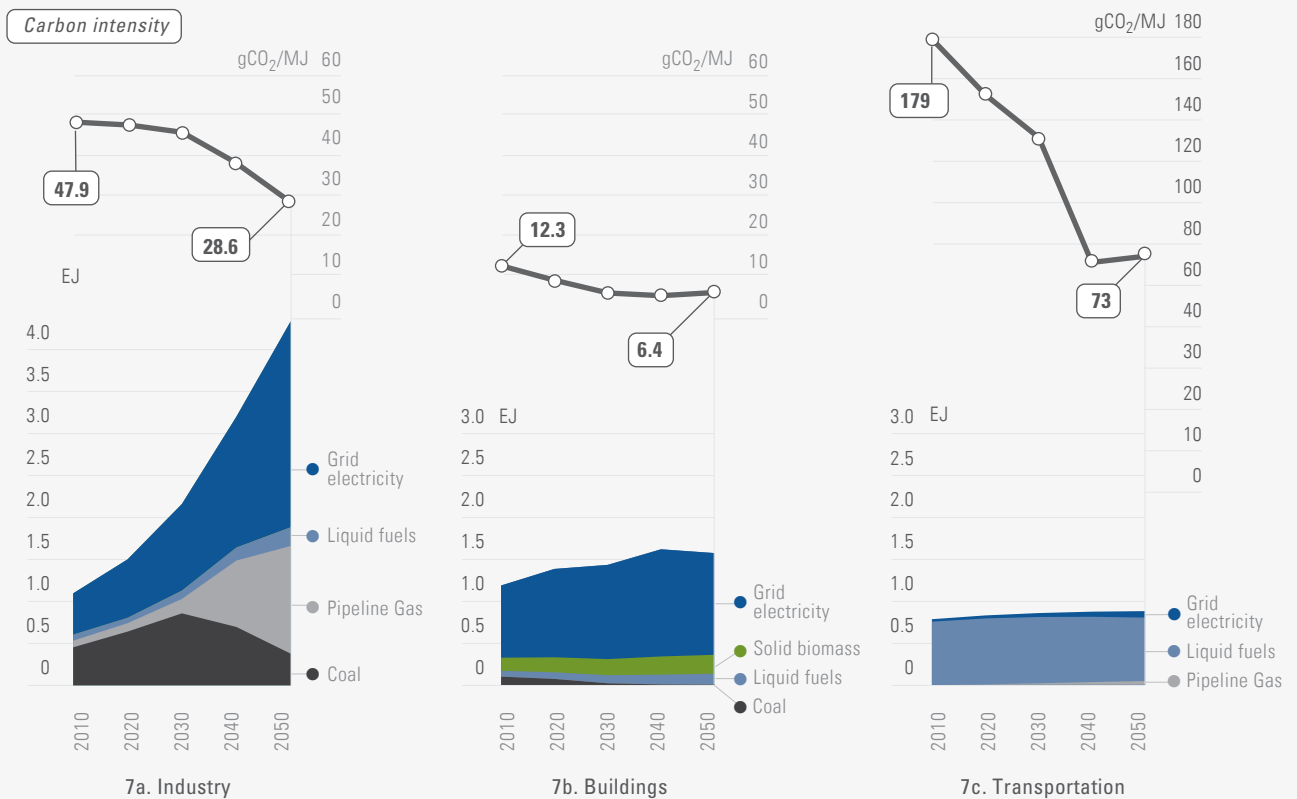 Carbon intensity
gCO2/MJ 60
50
40
30
20
10
0
47.9
28.6
EJ
4.0
3.5
3.0
2.5
2.0
1.5
1.0
0.5
0
Grid
electricity
Liquid fuels
Pipeline Gas
Coal
2010
2020
2030
2040
2050
7a. Industry
gCO2/MJ 60
50
40
30
20
10
0
12.3
6.4
3.0 EJ
2.5
2.0
1.5
1.0
0.5
0
Grid
electricity
Solid biomass
Liquid fuels
Coal
2010
2020
2030
2040
2050
7b. Buildings
gCO2/MJ 180
160
140
120
100
80
60
40
30
20
10
0
179
73
3.0 EJ
2.5
2.0
1.5
1.0
0.5
0
Grid
electricity
Liquid fuels
Pipeline Gas
2010
2020
2030
2040
2050
7c. Transportation